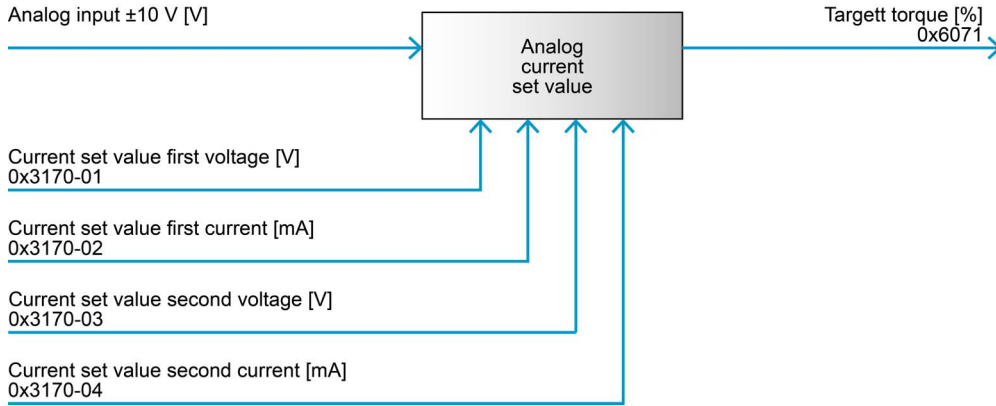 Analog input ±10 V [V]
Targett torque [%]
0x6071
Analog
current
set value
Current set value first voltage [V]
0x3170-01
Current set value first current [mA]
0x3170-02
Current set value second voltage [V]
0x3170-03
Current set value second current [mA]
0x3170-04